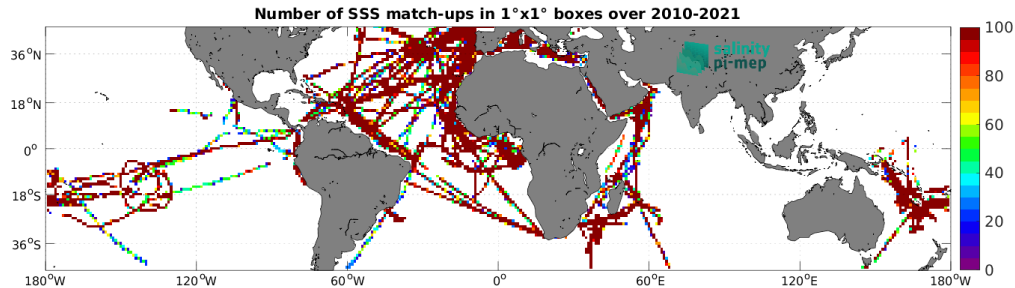 Number of SSS match-ups in 1°x1° boxes over 2010-2021
salinity
pi-mep
36°N
18°N
0°
18°S
36°S
180°W
120°W
60°W
0°
60°E
120°E
180°E
100
80
60
40
20
0